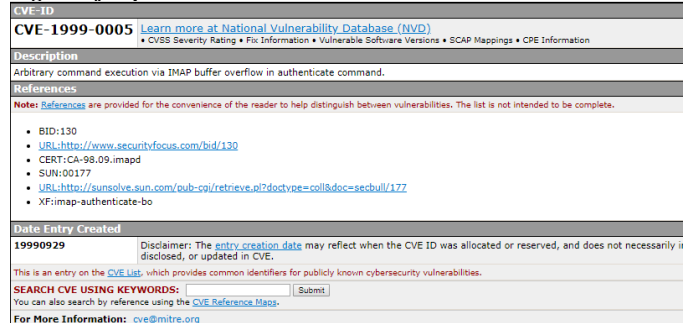 CVE-ID
CVE-1999-0005 Learn more at National Vulnerability Database (NVD)
• CVSS Severity Rating • Fix Information • Vulnerable Software Versions • SCAP Mappings • CPE Information
Description
Arbitrary command execution via IMAP buffer overflow in authenticate command.
References
Note: References are provided for the convenience of the reader to help distinguish between vulnerabilities. The list is not intended to be complete.
• BID:130
• URL:http://www.securityfocus.com/bid/130
• CERT:CA-98.09.imapd
• SUN:00177
• URL:http://sunsolve.sun.com/pub-cgi/retrieve.pl?doctype=coll&doc=secbull/177
• XF:imap-authenticate-bo
Date Entry Created
19990929 Disclaimer: The entry creation date may reflect when the CVE ID was allocated or reserved, and does not necessarily
disclosed, or updated in CVE.
This is an entry on the CVE List, which provides common identifiers for publicly known cybersecurity vulnerabilities.
SEARCH CVE USING KEYWORDS: Submit
You can also search by reference using the CVE Reference Maps.
For More Information: cve@mitre.org